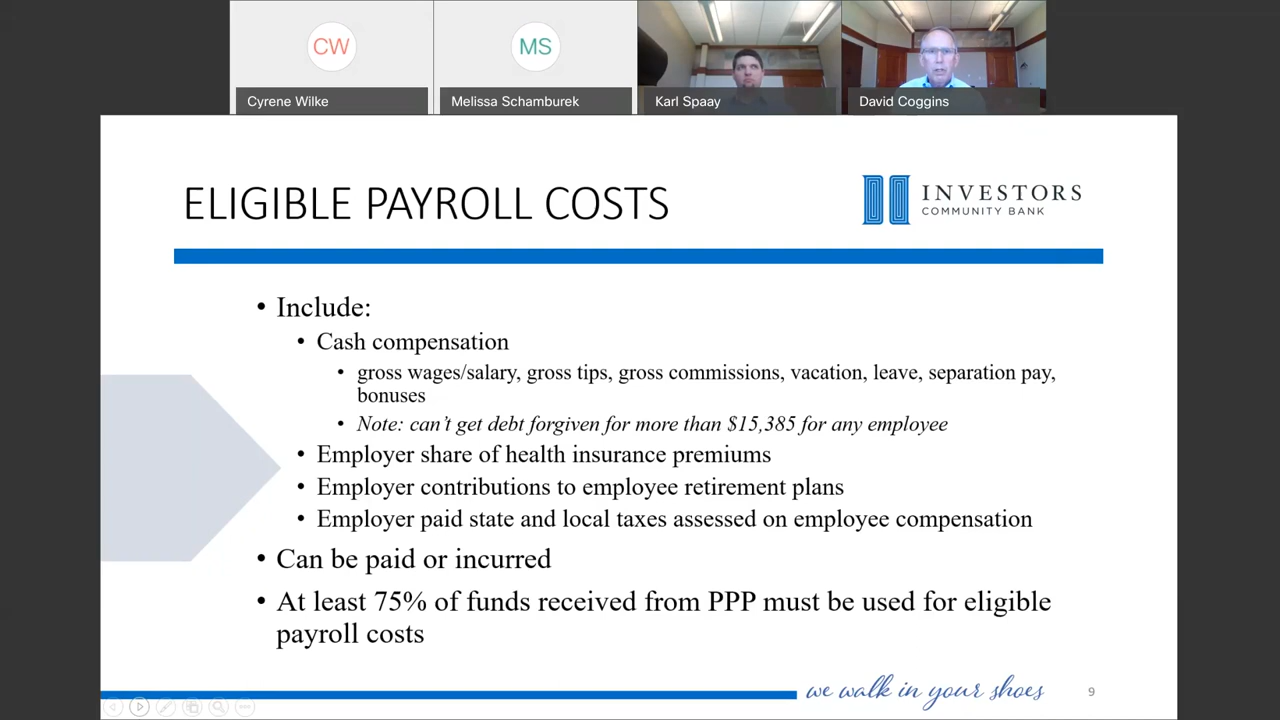 CW
MS
Cyrene Wilke
Melissa Schamburek
Karl Spaay
David Coggins
ELIGIBLE PAYROLL COSTS
INVESTORS
COMMUNITY BANK
• Include:
• Cash compensation
• gross wages/salary, gross tips, gross commissions, vacation, leave, separation pay,
bonuses
• Note: can't get debt forgiven for more than $15,385 for any employee
• Employer share of health insurance premiums
• Employer contributions to employee retirement plans
• Employer paid state and local taxes assessed on employee compensation
• Can be paid or incurred
• At least 75% of funds received from PPP must be used for eligible
payroll costs
we walk in your shoes
9